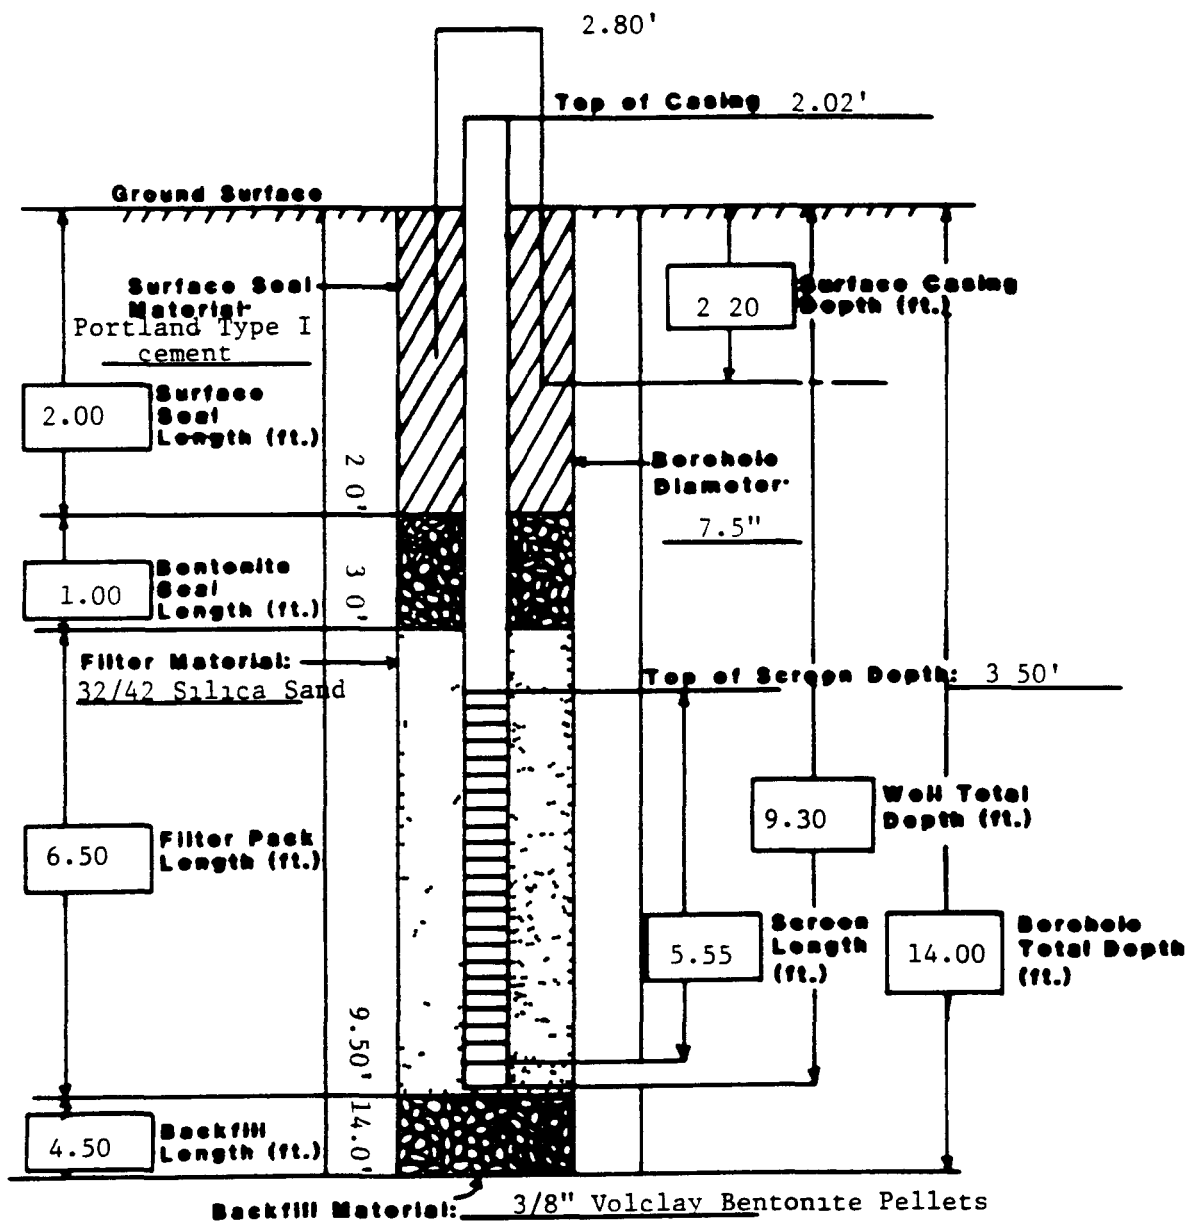 2.80'
Top of Casing 2.02'
Ground Surface
Surface Seal
Material:
Portland Type I
cement
2 20
Surface Casing
Depth (ft.)
2.00
Surface
Seal
Length (ft.)
2 0'
Borehole
Diameter:
7.5"
1.00
Bentonite
Seal
Length (ft.)
3 0'
Filter Material:
32/42 Silica Sand
Top of Screen Depth: 3 50'
6.50
Filter Pack
Length (ft.)
9.30
Well Total
Depth (ft.)
5.55
Screen
Length
(ft.)
14.00
Borehole
Total Depth
(ft.)
9.50'
14.0'
4.50
Backfill
Length (ft.)
Backfill Material: 3/8" Volclay Bentonite Pellets